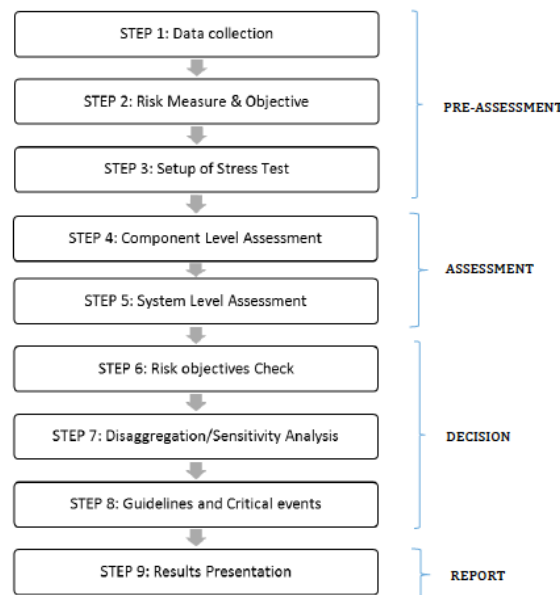 STEP 1: Data collection
STEP 2: Risk Measure & Objective
PRE-ASSESSMENT
STEP 3: Setup of Stress Test
STEP 4: Component Level Assessment
ASSESSMENT
STEP 5: System Level Assessment
STEP 6: Risk objectives Check
STEP 7: Disaggregation/Sensitivity Analysis
DECISION
STEP 8: Guidelines and Critical events
STEP 9: Results Presentation
REPORT